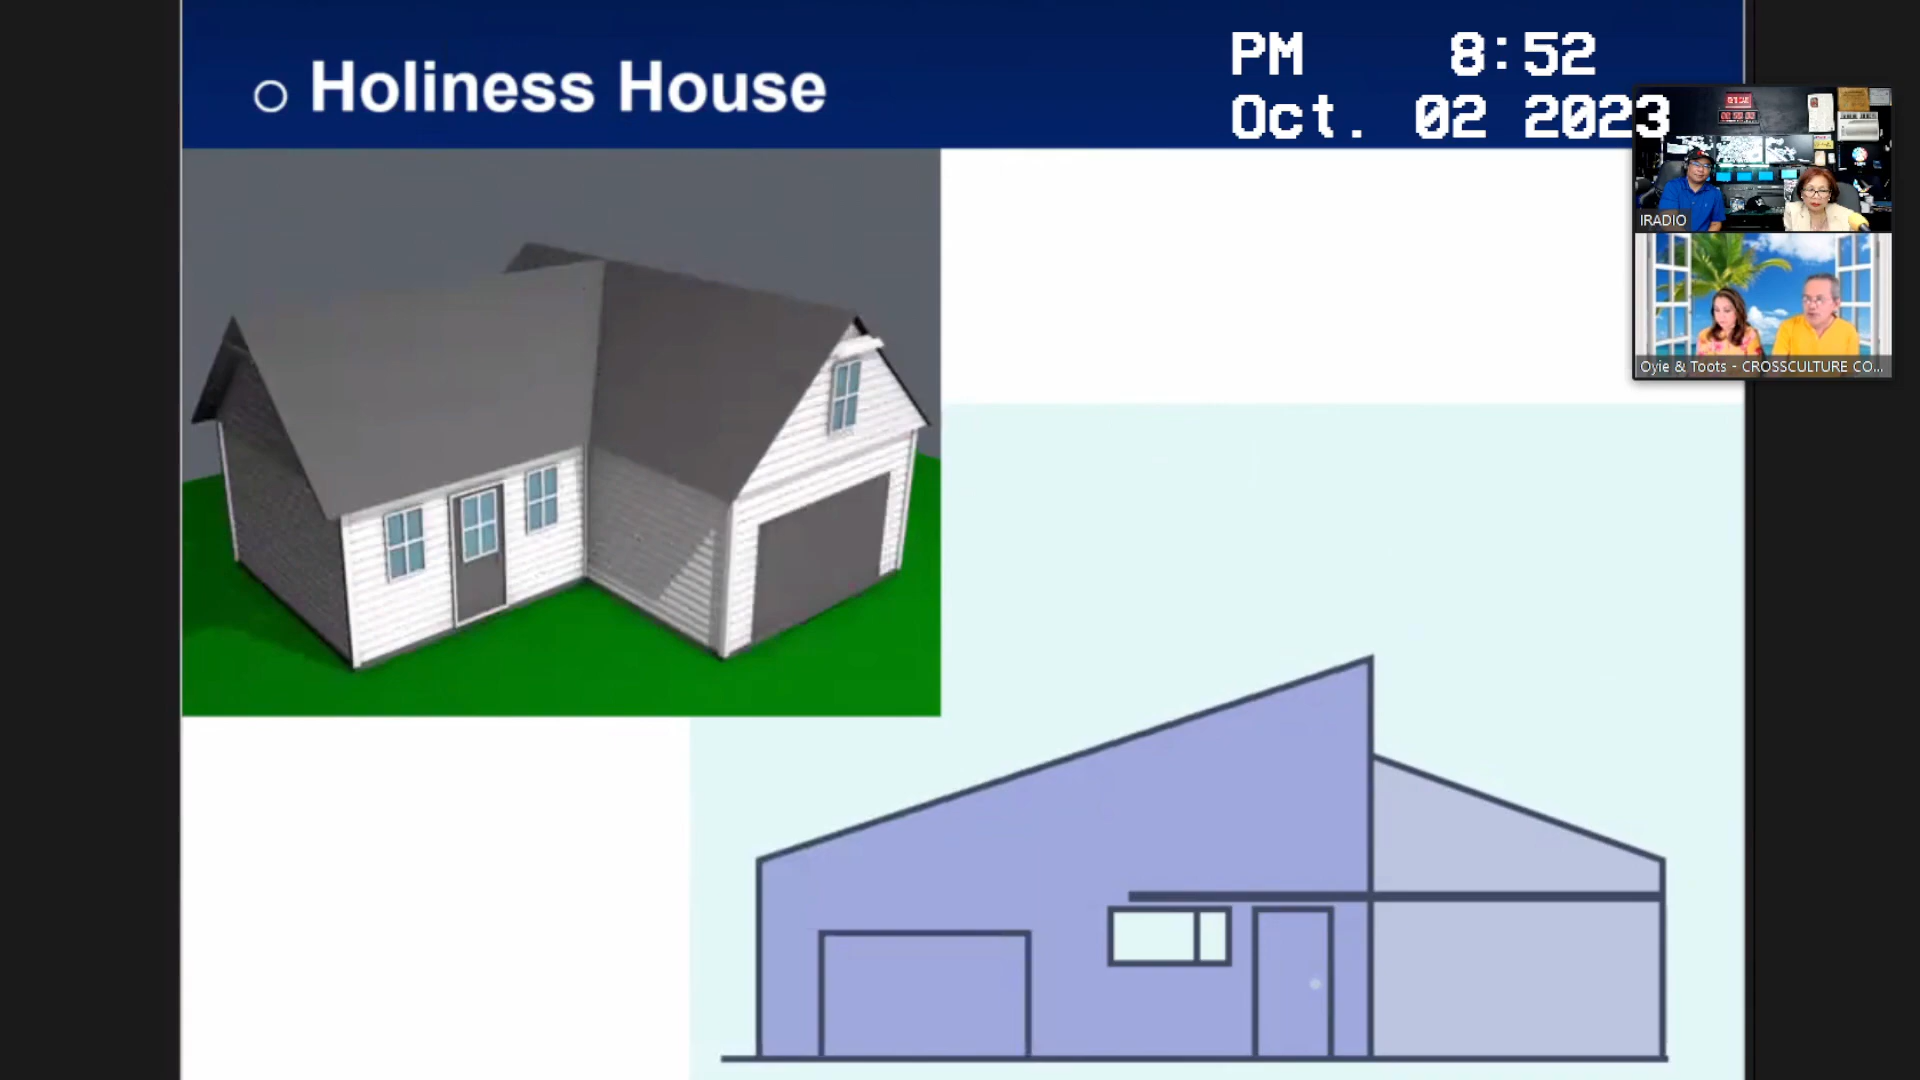 o Holiness House
PM 8:52
Oct. 02 2023
IRADIO
Oyie & Toots - CROSSCULTURE CO...